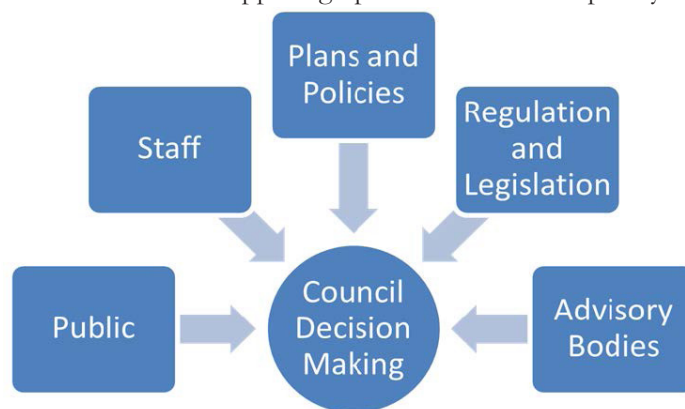 Plans and
Policies
Staff
Regulation
and
Legislation
Public
Council
Decision
Making
Advisory
Bodies